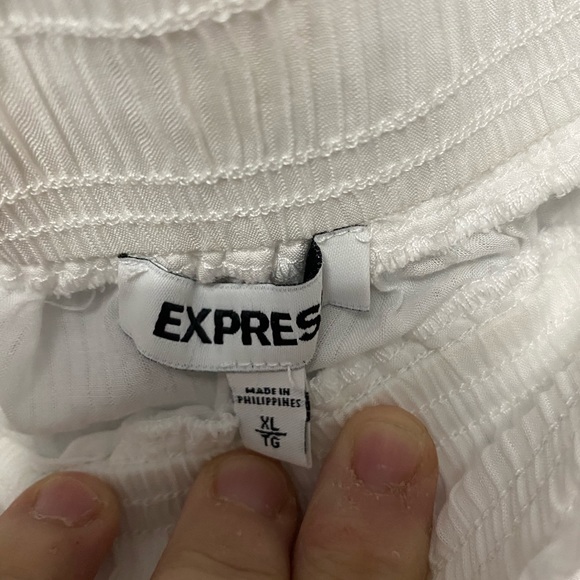 EXPRES
MADE IN
PHILIPPINES
XL
TG